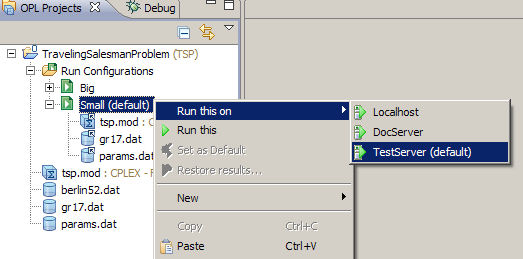 OPL Projects
Debug
TravelingSalesmanProblem (TSP)
Run Configurations
Big
Small (default)
tsp.mod : C
gr17.dat
params.dat
tsp.mod : CPLEX - F
berlin52.dat
gr17.dat
params.dat
Run this on
Run this
Set as Default
Restore results...
New
Copy Ctrl+C
Paste Ctrl+V
Localhost
DocServer
TestServer (default)